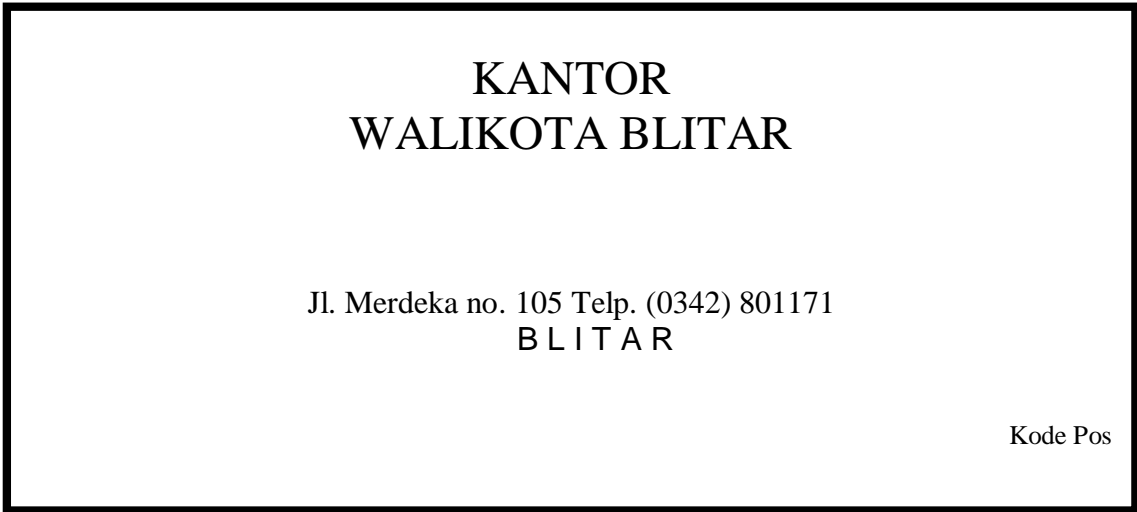 KANTOR
WALIKOTA BLITAR
Jl. Merdeka no. 105 Telp. (0342) 801171
B L I T A R
Kode Pos